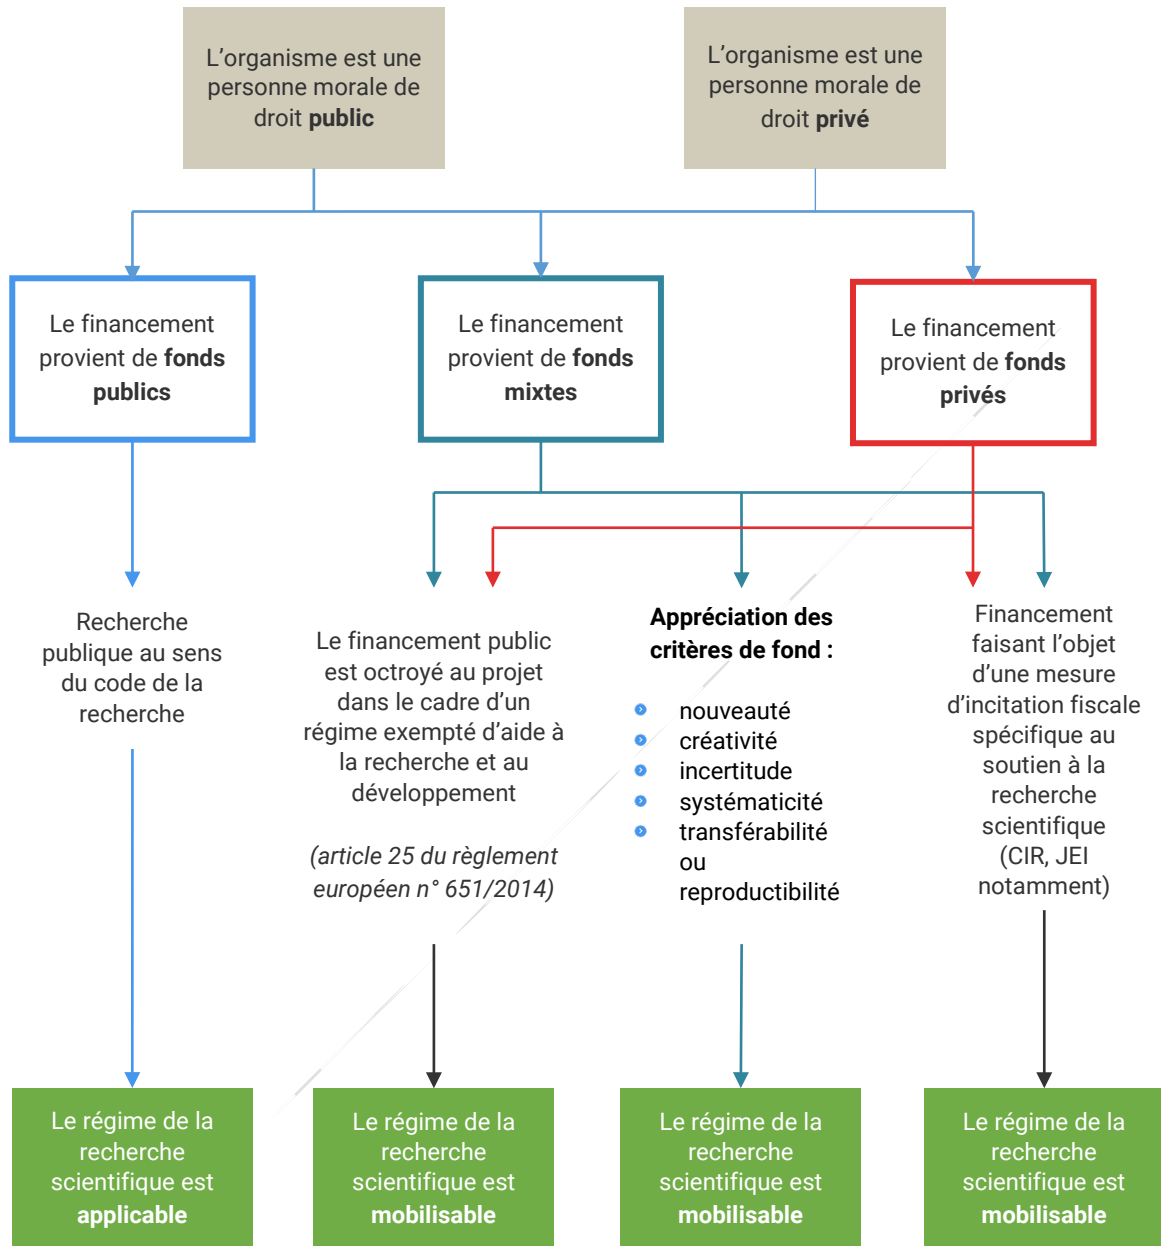 L’organisme est une
personne morale de
droit public
L’organisme est une
personne morale de
droit privé
Le financement
provient de fonds
publics
Le financement
provient de fonds
mixtes
Le financement
provient de fonds
privés
Recherche
publique au sens
du code de la
recherche
Le financement public
est octroyé au projet
dans le cadre d’un
régime exempté d’aide à
la recherche et au
développement
(article 25 du règlement
européen n° 651/2014)
Appréciation des
critères de fond :
nouveauté
créativité
incertitude
systématicité
transférabilité
ou
reproductibilité
Financement
faisant l’objet
d’une mesure
d’incitation fiscale
spécifique au
soutien à la
recherche
scientifique
(CIR, JEI
notamment)
Le régime de la
recherche
scientifique est
applicable
Le régime de la
recherche
scientifique est
mobilisable
Le régime de la
recherche
scientifique est
mobilisable
Le régime de la
recherche
scientifique est
mobilisable